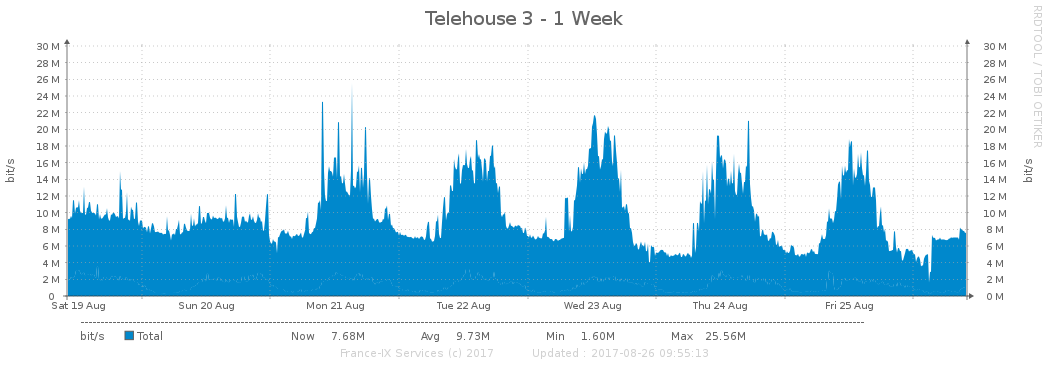 Telehouse 3 - 1 Week
RRDTOOL / TOBI OETIKER
bit/s
30 M 30 M
28 M 28 M
26 M 26 M
24 M 24 M
22 M 22 M
20 M 20 M
18 M 18 M
16 M 16 M
14 M 14 M
12 M 12 M
10 M 10 M
8 M 8 M
6 M 6 M
4 M 4 M
2 M 2 M
0 0 M
bit/s
Sat 19 Aug Sun 20 Aug Mon 21 Aug Tue 22 Aug Wed 23 Aug Thu 24 Aug Fri 25 Aug
bit/s Total Now 7.68M Avg 9.73M Min 1.60M Max 25.56M
France-IX Services (c) 2017 Updated : 2017-08-26 09:55:13